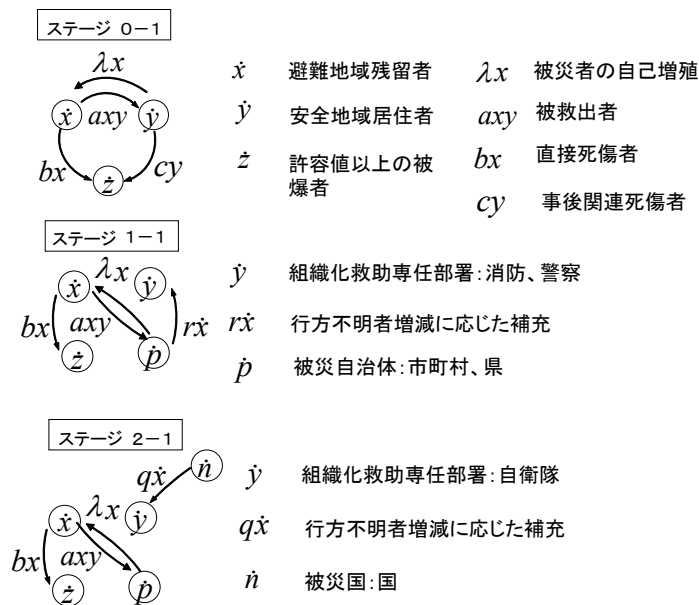 ステージ 0−1
λx
ẋ axy ẏ
bx ż cy
ẋ 避難地域残留者
ẏ 安全地域居住者
ż 許容値以上の被
爆者
λx 被災者の自己増殖
axy 被救出者
bx 直接死傷者
cy 事後関連死傷者
ステージ 1−1
λx
ẋ ẏ
bx axy rẋ
ż ṗ
ẏ 組織化救助専任部署：消防、警察
rẋ 行方不明者増減に応じた補充
ṗ 被災自治体：市町村、県
ステージ 2−1
qẋ ṅ
λx
ẋ ẏ
bx axy
ż ṗ
ẏ 組織化救助専任部署：自衛隊
qẋ 行方不明者増減に応じた補充
ṅ 被災国：国